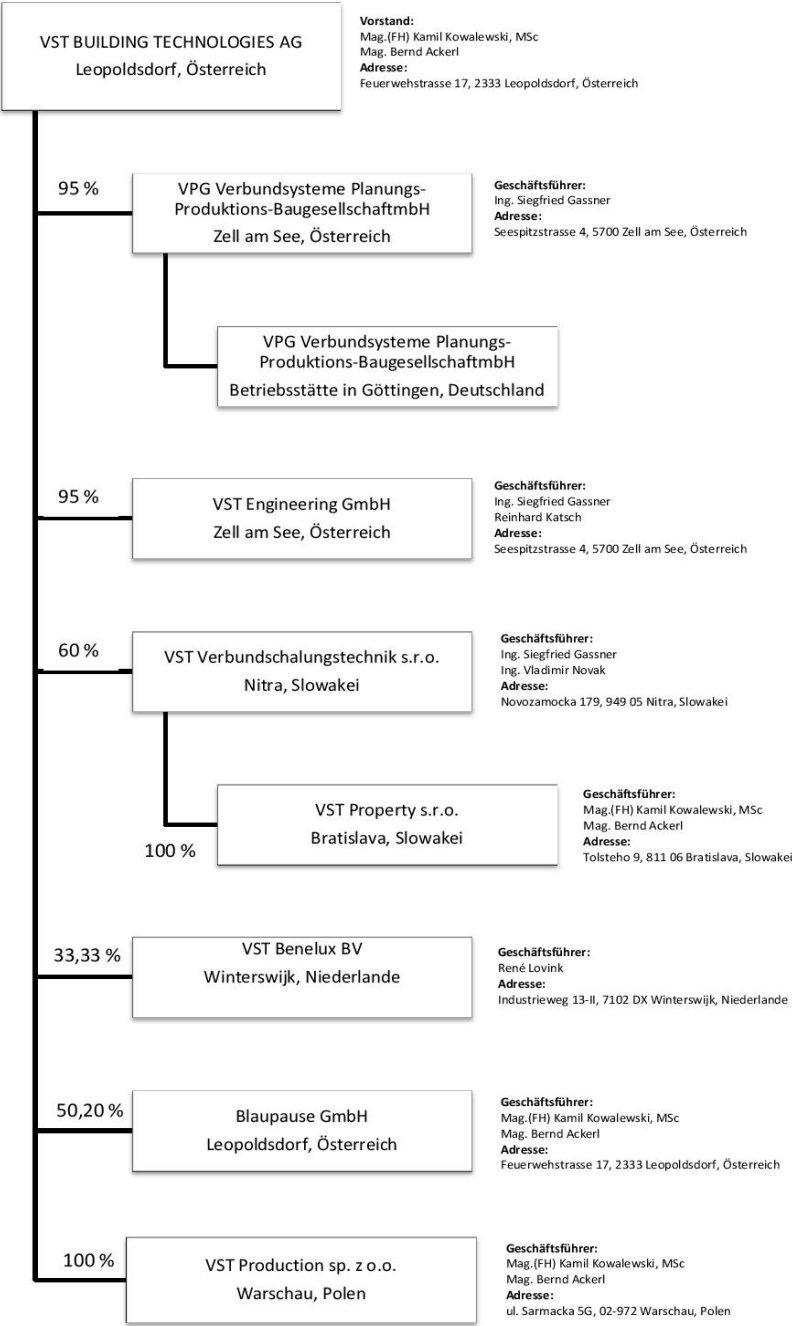 VST BUILDING TECHNOLOGIES AG
Leopoldsdorf, Österreich
Vorstand:
Mag.(FH) Kamil Kowalewski, MSc
Mag. Bernd Ackerl
Adresse:
Feuerwehstrasse 17, 2333 Leopoldsdorf, Österreich
95 %
VPG Verbundsysteme Planungs-
Produktions-BaugesellschaftmbH
Zell am See, Österreich
Geschäftsführer:
Ing. Siegfried Gassner
Adresse:
Seespitzstrasse 4, 5700 Zell am See, Österreich
VPG Verbundsysteme Planungs-
Produktions-BaugesellschaftmbH
Betriebsstätte in Göttingen, Deutschland
95 %
VST Engineering GmbH
Zell am See, Österreich
Geschäftsführer:
Ing. Siegfried Gassner
Reinhard Katsch
Adresse:
Seespitzstrasse 4, 5700 Zell am See, Österreich
60 %
VST Verbundschalungstechnik s.r.o.
Nitra, Slowakei
Geschäftsführer:
Ing. Siegfried Gassner
Ing. Vladimir Novak
Adresse:
Novozamocka 179, 949 05 Nitra, Slowakei
100 %
VST Property s.r.o.
Bratislava, Slowakei
Geschäftsführer:
Mag.(FH) Kamil Kowalewski, MSc
Mag. Bernd Ackerl
Adresse:
Tolsteho 9, 811 06 Bratislava, Slowakei
33,33 %
VST Benelux BV
Winterswijk, Niederlande
Geschäftsführer:
René Lovink
Adresse:
Industrieweg 13-II, 7102 DX Winterswijk, Niederlande
50,20 %
Blaupause GmbH
Leopoldsdorf, Österreich
Geschäftsführer:
Mag.(FH) Kamil Kowalewski, MSc
Mag. Bernd Ackerl
Adresse:
Feuerwehstrasse 17, 2333 Leopoldsdorf, Österreich
100 %
VST Production sp. z o.o.
Warschau, Polen
Geschäftsführer:
Mag.(FH) Kamil Kowalewski, MSc
Mag. Bernd Ackerl
Adresse:
ul. Sarmacka 5G, 02-972 Warschau, Polen